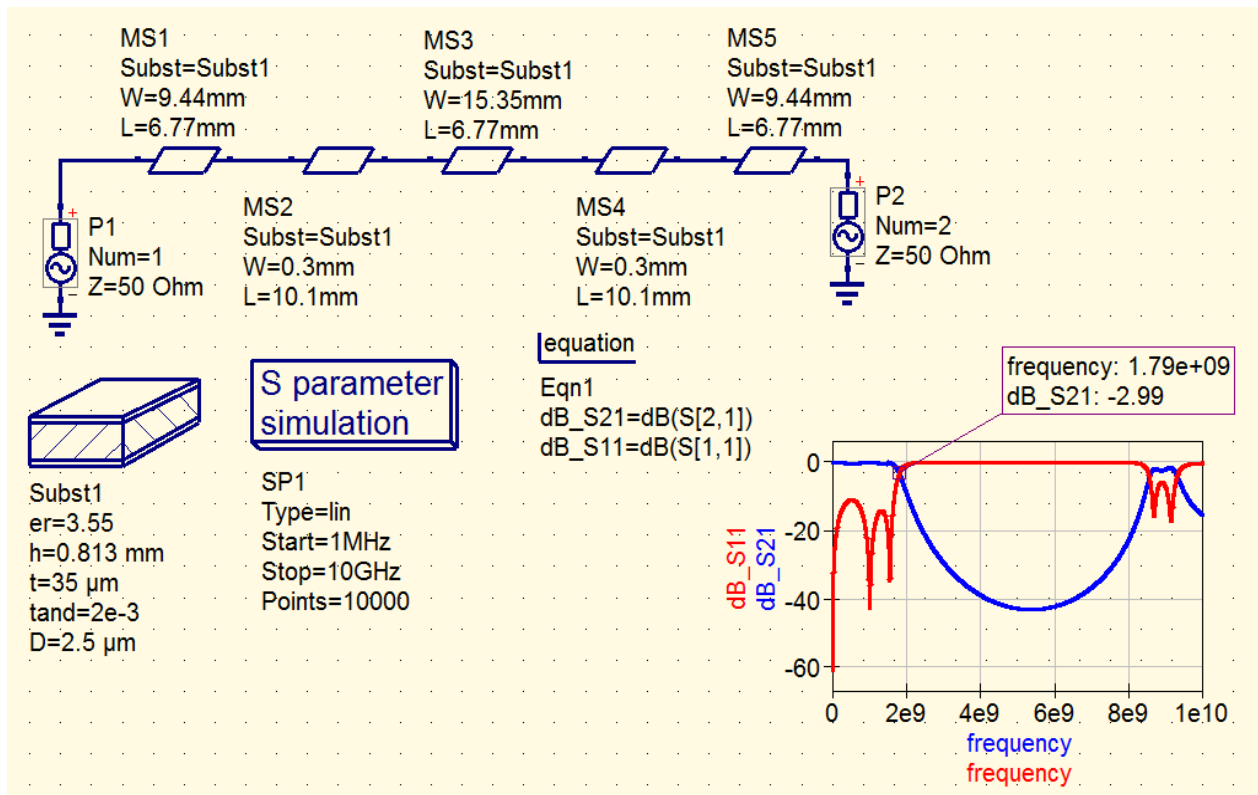 MS1
Subst=Subst1
W=9.44mm
L=6.77mm
MS3
Subst=Subst1
W=15.35mm
L=6.77mm
MS5
Subst=Subst1
W=9.44mm
L=6.77mm
+
P1
Num=1
Z=50 Ohm
−
MS2
Subst=Subst1
W=0.3mm
L=10.1mm
MS4
Subst=Subst1
W=0.3mm
L=10.1mm
+
P2
Num=2
Z=50 Ohm
−
Subst1
er=3.55
h=0.813 mm
t=35 µm
tand=2e-3
D=2.5 µm
S parameter
simulation
SP1
Type=lin
Start=1MHz
Stop=10GHz
Points=10000
equation
Eqn1
dB_S21=dB(S[2,1])
dB_S11=dB(S[1,1])
frequency: 1.79e+09
dB_S21: -2.99
dB_S11
dB_S21
0
-20
-40
-60
0 2e9 4e9 6e9 8e9 1e10
frequency
frequency